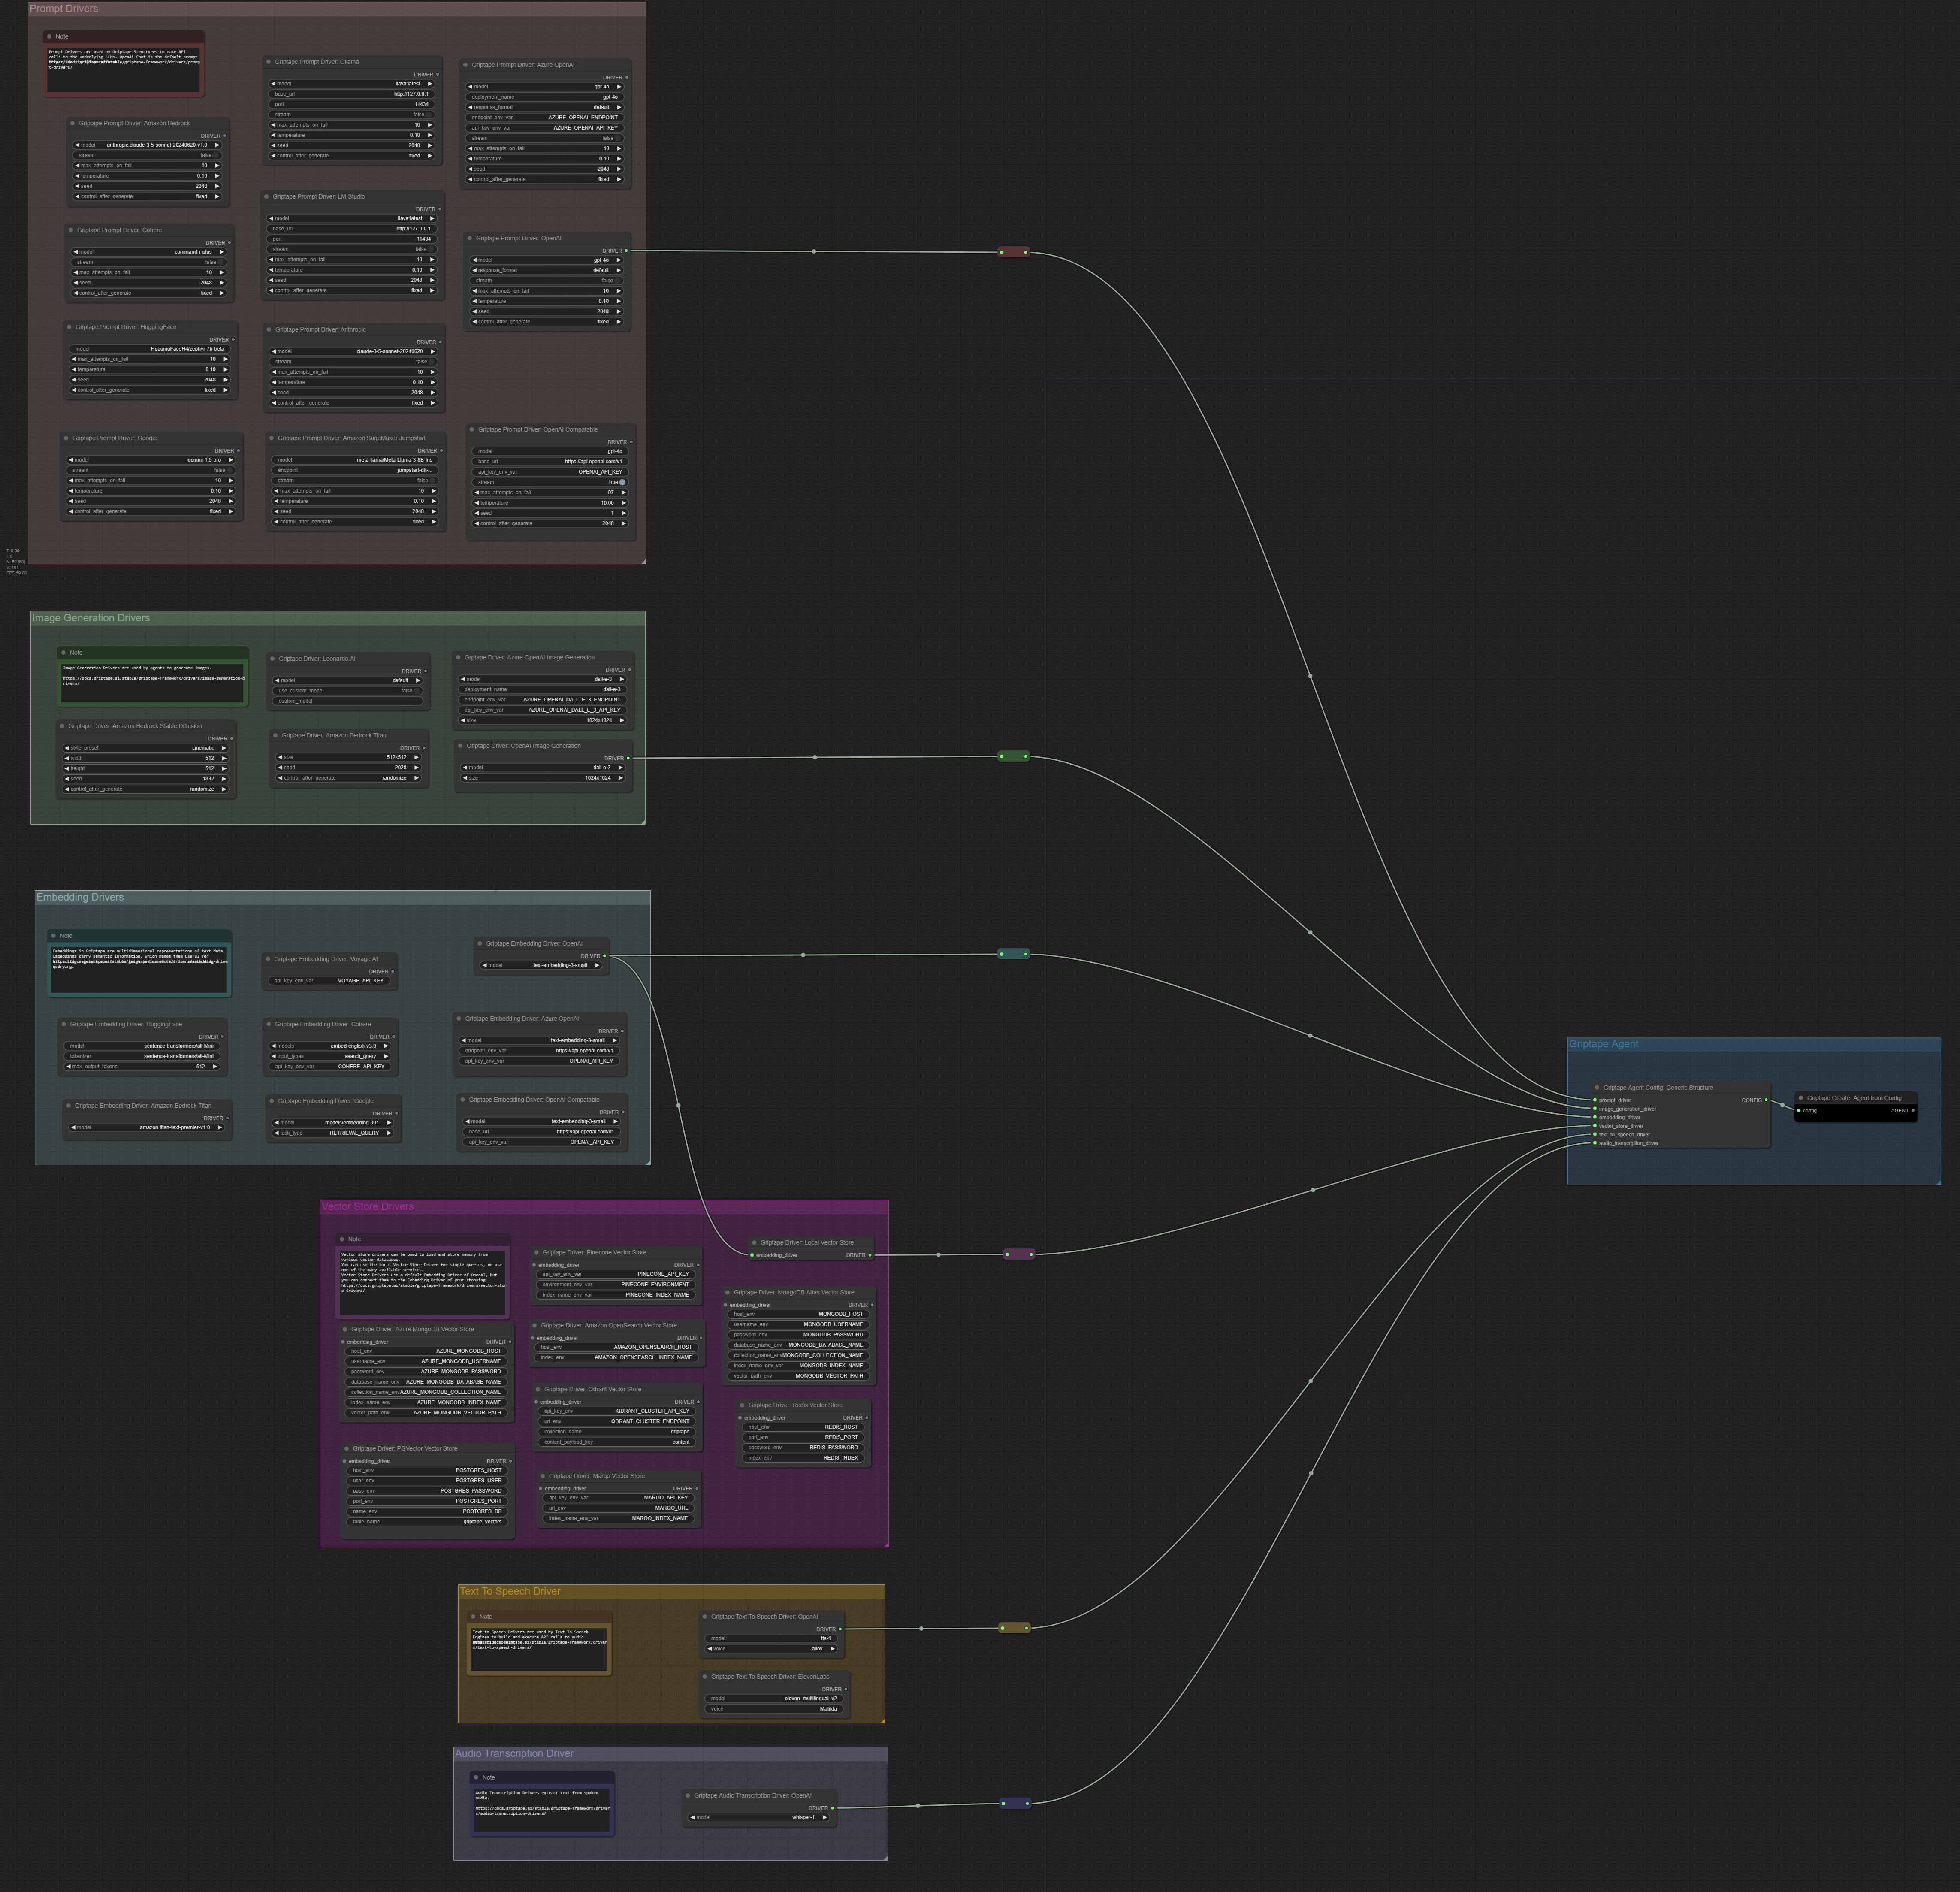 Prompt Drivers
Note
Prompt Drivers are used by Griptape Structures to make API
calls to the underlying LLMs. OpenAi Chat is the default prompt
t-drivers/
Griptape Prompt Driver: Amazon Bedrock
DRIVER
model anthropic.claude-3-5-sonnet-20240620-v1:0
stream false
max_attempts_on_fail 10
temperature 0.10
seed 2048
control_after_generate fixed
Griptape Prompt Driver: Cohere
DRIVER
model command-r-plus
stream false
max_attempts_on_fail 10
seed 2048
control_after_generate fixed
Griptape Prompt Driver: HuggingFace
DRIVER
model HuggingFaceH4/zephyr-7b-beta
max_attempts_on_fail 10
temperature 0.10
seed 2048
control_after_generate fixed
Griptape Prompt Driver: Google
DRIVER
model gemini-1.5-pro
stream false
max_attempts_on_fail 10
temperature 0.10
seed 2048
control_after_generate fixed
Griptape Prompt Driver: Ollama
DRIVER
model llava:latest
base_url http://127.0.0.1
port 11434
stream false
max_attempts_on_fail 10
temperature 0.10
seed 2048
control_after_generate fixed
Griptape Prompt Driver: LM Studio
DRIVER
model llava:latest
base_url http://127.0.0.1
port 11434
stream false
max_attempts_on_fail 10
temperature 0.10
seed 2048
control_after_generate fixed
Griptape Prompt Driver: Anthropic
DRIVER
model claude-3-5-sonnet-20240620
stream false
max_attempts_on_fail 10
temperature 0.10
seed 2048
control_after_generate fixed
Griptape Prompt Driver: Amazon SageMaker Jumpstart
DRIVER
model meta-llama/Meta-Llama-3-8B-Ins
endpoint jumpstart-dft-...
stream false
max_attempts_on_fail 10
temperature 0.10
seed 2048
control_after_generate fixed
Griptape Prompt Driver: Azure OpenAI
DRIVER
model gpt-4o
deployment_name gpt-4o
response_format default
endpoint_env_var AZURE_OPENAI_ENDPOINT
api_key_env_var AZURE_OPENAI_API_KEY
stream false
max_attempts_on_fail 10
temperature 0.10
seed 2048
control_after_generate fixed
Griptape Prompt Driver: OpenAI
DRIVER
model gpt-4o
response_format default
stream false
max_attempts_on_fail 10
temperature 0.10
seed 2048
control_after_generate fixed
Griptape Prompt Driver: OpenAI Compatable
DRIVER
model gpt-4o
base_url https://api.openai.com/v1
api_key_env_var OPENAI_API_KEY
stream true
max_attempts_on_fail 97
temperature 10.00
seed 1
control_after_generate 2048
T: 0.00s
I: 0
Image Generation Drivers
Note
Image Generation Drivers are used by agents to generate images.
https://docs.griptape.ai/stable/griptape-framework/drivers/image-generation-d
rivers/
Griptape Driver: Amazon Bedrock Stable Diffusion
DRIVER
style_preset cinematic
width 512
height 512
seed 1832
control_after_generate randomize
Griptape Driver: Leonardo.AI
DRIVER
model default
use_custom_model false
custom_model
Griptape Driver: Amazon Bedrock Titan
DRIVER
size 512x512
seed 2028
control_after_generate randomize
Griptape Driver: Azure OpenAI Image Generation
DRIVER
model dall-e-3
deployment_name dall-e-3
endpoint_env_var AZURE_OPENAI_DALL_E_3_ENDPOINT
api_key_env_var AZURE_OPENAI_DALL_E_3_API_KEY
size 1024x1024
Griptape Driver: OpenAI Image Generation
DRIVER
model dall-e-3
size 1024x1024
Embedding Drivers
Note
Embeddings in Griptape are multidimensional representations of text data.
Embeddings carry semantic information, which makes them useful for
Griptape Embedding Driver: HuggingFace
DRIVER
model sentence-transformers/all-Mini
tokenizer sentence-transformers/all-Mini
max_output_tokens 512
Griptape Embedding Driver: Amazon Bedrock Titan
DRIVER
model amazon.titan-text-premier-v1:0
Griptape Embedding Driver: Voyage AI
DRIVER
api_key_env_var VOYAGE_API_KEY
Griptape Embedding Driver: Cohere
DRIVER
models embed-english-v3.0
input_types search_query
api_key_env_var COHERE_API_KEY
Griptape Embedding Driver: Google
DRIVER
model models/embedding-001
task_type RETRIEVAL_QUERY
Griptape Embedding Driver: OpenAI
DRIVER
model text-embedding-3-small
Griptape Embedding Driver: Azure OpenAI
DRIVER
model text-embedding-3-small
endpoint_env_var https://api.openai.com/v1
api_key_env_var OPENAI_API_KEY
Griptape Embedding Driver: OpenAI Compatable
DRIVER
model text-embedding-3-small
base_url https://api.openai.com/v1
api_key_env_var OPENAI_API_KEY
Vector Store Drivers
Note
Vector store drivers can be used to load and store memory from
various vector databases.
You can use the Local Vector Store Driver for simple queries, or use
one of the many available services.
Vector Store Drivers use a default Embedding Driver of OpenAI, but
you can connect them to the Embedding Driver of your choosing.
https://docs.griptape.ai/stable/griptape-framework/drivers/vector-stor
e-drivers/
Griptape Driver: Azure MongoDB Vector Store
embedding_driver DRIVER
host_env AZURE_MONGODB_HOST
username_env AZURE_MONGODB_USERNAME
password_env AZURE_MONGODB_PASSWORD
database_name_env AZURE_MONGODB_DATABASE_NAME
collection_name_env AZURE_MONGODB_COLLECTION_NAME
index_name_env AZURE_MONGODB_INDEX_NAME
vector_path_env AZURE_MONGODB_VECTOR_PATH
Griptape Driver: PGVector Vector Store
embedding_driver DRIVER
host_env POSTGRES_HOST
user_env POSTGRES_USER
pass_env POSTGRES_PASSWORD
port_env POSTGRES_PORT
name_env POSTGRES_DB
table_name griptape_vectors
Griptape Driver: Pinecone Vector Store
embedding_driver DRIVER
api_key_env_var PINECONE_API_KEY
environment_env_var PINECONE_ENVIRONMENT
index_name_env_var PINECONE_INDEX_NAME
Griptape Driver: Amazon OpenSearch Vector Store
embedding_driver DRIVER
host_env AMAZON_OPENSEARCH_HOST
index_env AMAZON_OPENSEARCH_INDEX_NAME
Griptape Driver: Qdrant Vector Store
embedding_driver DRIVER
api_key_env QDRANT_CLUSTER_API_KEY
url_env QDRANT_CLUSTER_ENDPOINT
collection_name griptape
content_payload_key content
Griptape Driver: Marqo Vector Store
embedding_driver DRIVER
api_key_env_var MARQO_API_KEY
url_env MARQO_URL
index_name_env_var MARQO_INDEX_NAME
Griptape Driver: Local Vector Store
embedding_driver DRIVER
Griptape Driver: MongoDB Atlas Vector Store
embedding_driver DRIVER
host_env MONGODB_HOST
username_env MONGODB_USERNAME
password_env MONGODB_PASSWORD
database_name_env MONGODB_DATABASE_NAME
collection_name_env MONGODB_COLLECTION_NAME
index_name_env_var MONGODB_INDEX_NAME
vector_path_env MONGODB_VECTOR_PATH
Griptape Driver: Redis Vector Store
embedding_driver DRIVER
host_env REDIS_HOST
port_env REDIS_PORT
password_env REDIS_PASSWORD
index_env REDIS_INDEX
Text To Speech Driver
Note
Text to Speech Drivers are used by Text To Speech
Engines to build and execute API calls to audio
s/text-to-speech-drivers/
Griptape Text To Speech Driver: OpenAI
DRIVER
model tts-1
voice alloy
Griptape Text To Speech Driver: ElevenLabs
DRIVER
model eleven_multilingual_v2
voice Matilda
Audio Transcription Driver
Note
Audio Transcription Drivers extract text from spoken
audio.
https://docs.griptape.ai/stable/griptape-framework/driver
s/audio-transcription-drivers/
Griptape Audio Transcription Driver: OpenAI
DRIVER
model whisper-1
Griptape Agent
Griptape Agent Config: Generic Structure
prompt_driver CONFIG
image_generation_driver
embedding_driver
vector_store_driver
text_to_speech_driver
audio_transcription_driver
Griptape Create: Agent from Config
config AGENT